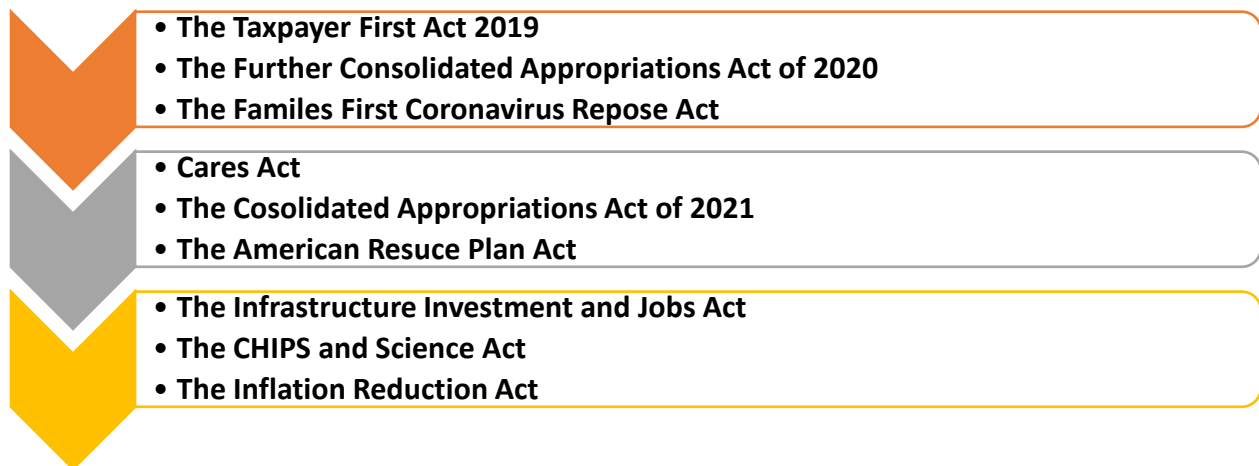 • The Taxpayer First Act 2019
• The Further Consolidated Appropriations Act of 2020
• The Familes First Coronavirus Repose Act
• Cares Act
• The Cosolidated Appropriations Act of 2021
• The American Resuce Plan Act
• The Infrastructure Investment and Jobs Act
• The CHIPS and Science Act
• The Inflation Reduction Act